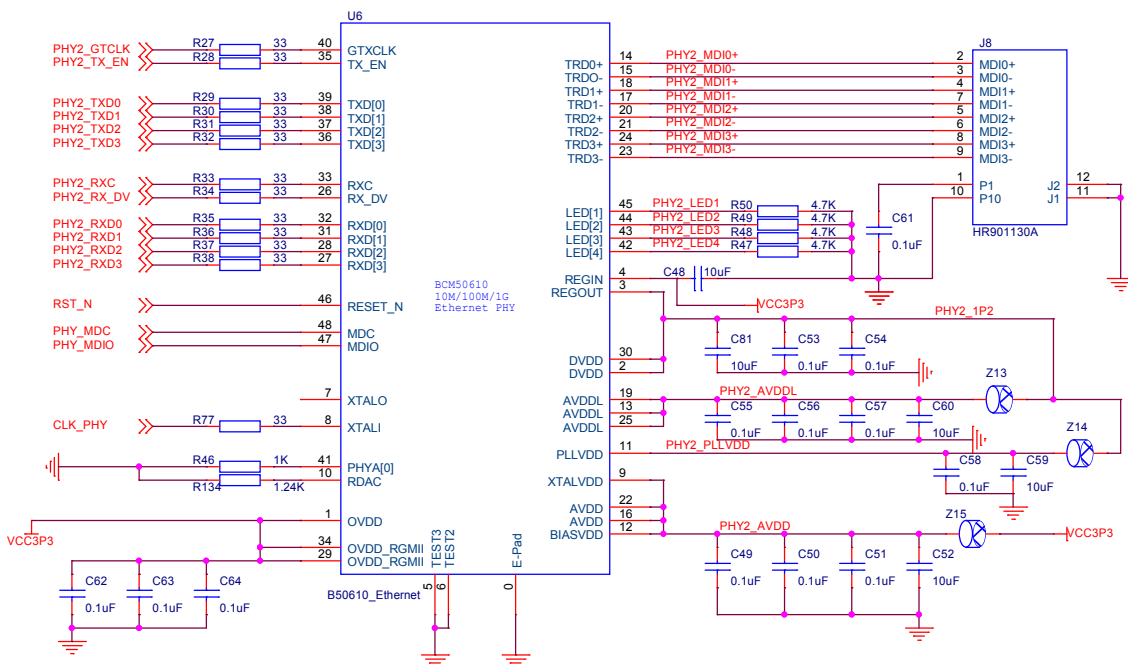 U6
J8
PHY2_GTCLK R27 33 40 GTXCLK
PHY2_TX_EN R28 33 35 TX_EN
PHY2_TXD0 R29 33 39 TXD[0]
PHY2_TXD1 R30 33 38 TXD[1]
PHY2_TXD2 R31 33 37 TXD[2]
PHY2_TXD3 R32 33 36 TXD[3]
PHY2_RXC R33 33 33 RXC
PHY2_RX_DV R34 33 26 RX_DV
PHY2_RXD0 R35 33 32 RXD[0]
PHY2_RXD1 R36 33 31 RXD[1]
PHY2_RXD2 R37 33 28 RXD[2]
PHY2_RXD3 R38 33 27 RXD[3]
RST_N 46 RESET_N
PHY_MDC 48 MDC
PHY_MDIO 47 MDIO
7 XTALO
CLK_PHY R77 33 8 XTALI
R46 1K 41 PHYA[0]
R134 1.24K 10 RDAC
1 OVDD
VCC3P3
34 OVDD_RGMII
29 OVDD_RGMII
C62 C63 C64
0.1uF 0.1uF 0.1uF
BCM50610
10M/100M/1G
Ethernet PHY
TEST3
TEST2
E-Pad
5
6
0
B50610_Ethernet
TRD0+ 14 PHY2_MDI0+ 2 MDI0+
TRDO- 15 PHY2_MDI0- 3 MDI0-
TRD1+ 18 PHY2_MDI1+ 4 MDI1+
TRD1- 17 PHY2_MDI1- 7 MDI1-
TRD2+ 20 PHY2_MDI2+ 5 MDI2+
TRD2- 21 PHY2_MDI2- 6 MDI2-
TRD3+ 24 PHY2_MDI3+ 8 MDI3+
TRD3- 23 PHY2_MDI3- 9 MDI3-
1 P1 J2 12
10 P10 J1 11
HR901130A
LED[1] 45 PHY2_LED1 R50 4.7K
LED[2] 44 PHY2_LED2 R49 4.7K
LED[3] 43 PHY2_LED3 R48 4.7K
LED[4] 42 PHY2_LED4 R47 4.7K
C61
0.1uF
REGIN 4 C48 10uF
REGOUT 3
VCC3P3
PHY2_1P2
C81 C53 C54
10uF 0.1uF 0.1uF
DVDD 30
DVDD 2
AVDDL 19 PHY2_AVDDL Z13
AVDDL 13
AVDDL 25
C55 C56 C57 C60
0.1uF 0.1uF 0.1uF 10uF
Z14
PLLVDD 11 PHY2_PLLVDD
C58 C59
0.1uF 10uF
XTALVDD 9
AVDD 22
AVDD 16
BIASVDD 12 PHY2_AVDD Z15 VCC3P3
C49 C50 C51 C52
0.1uF 0.1uF 0.1uF 10uF